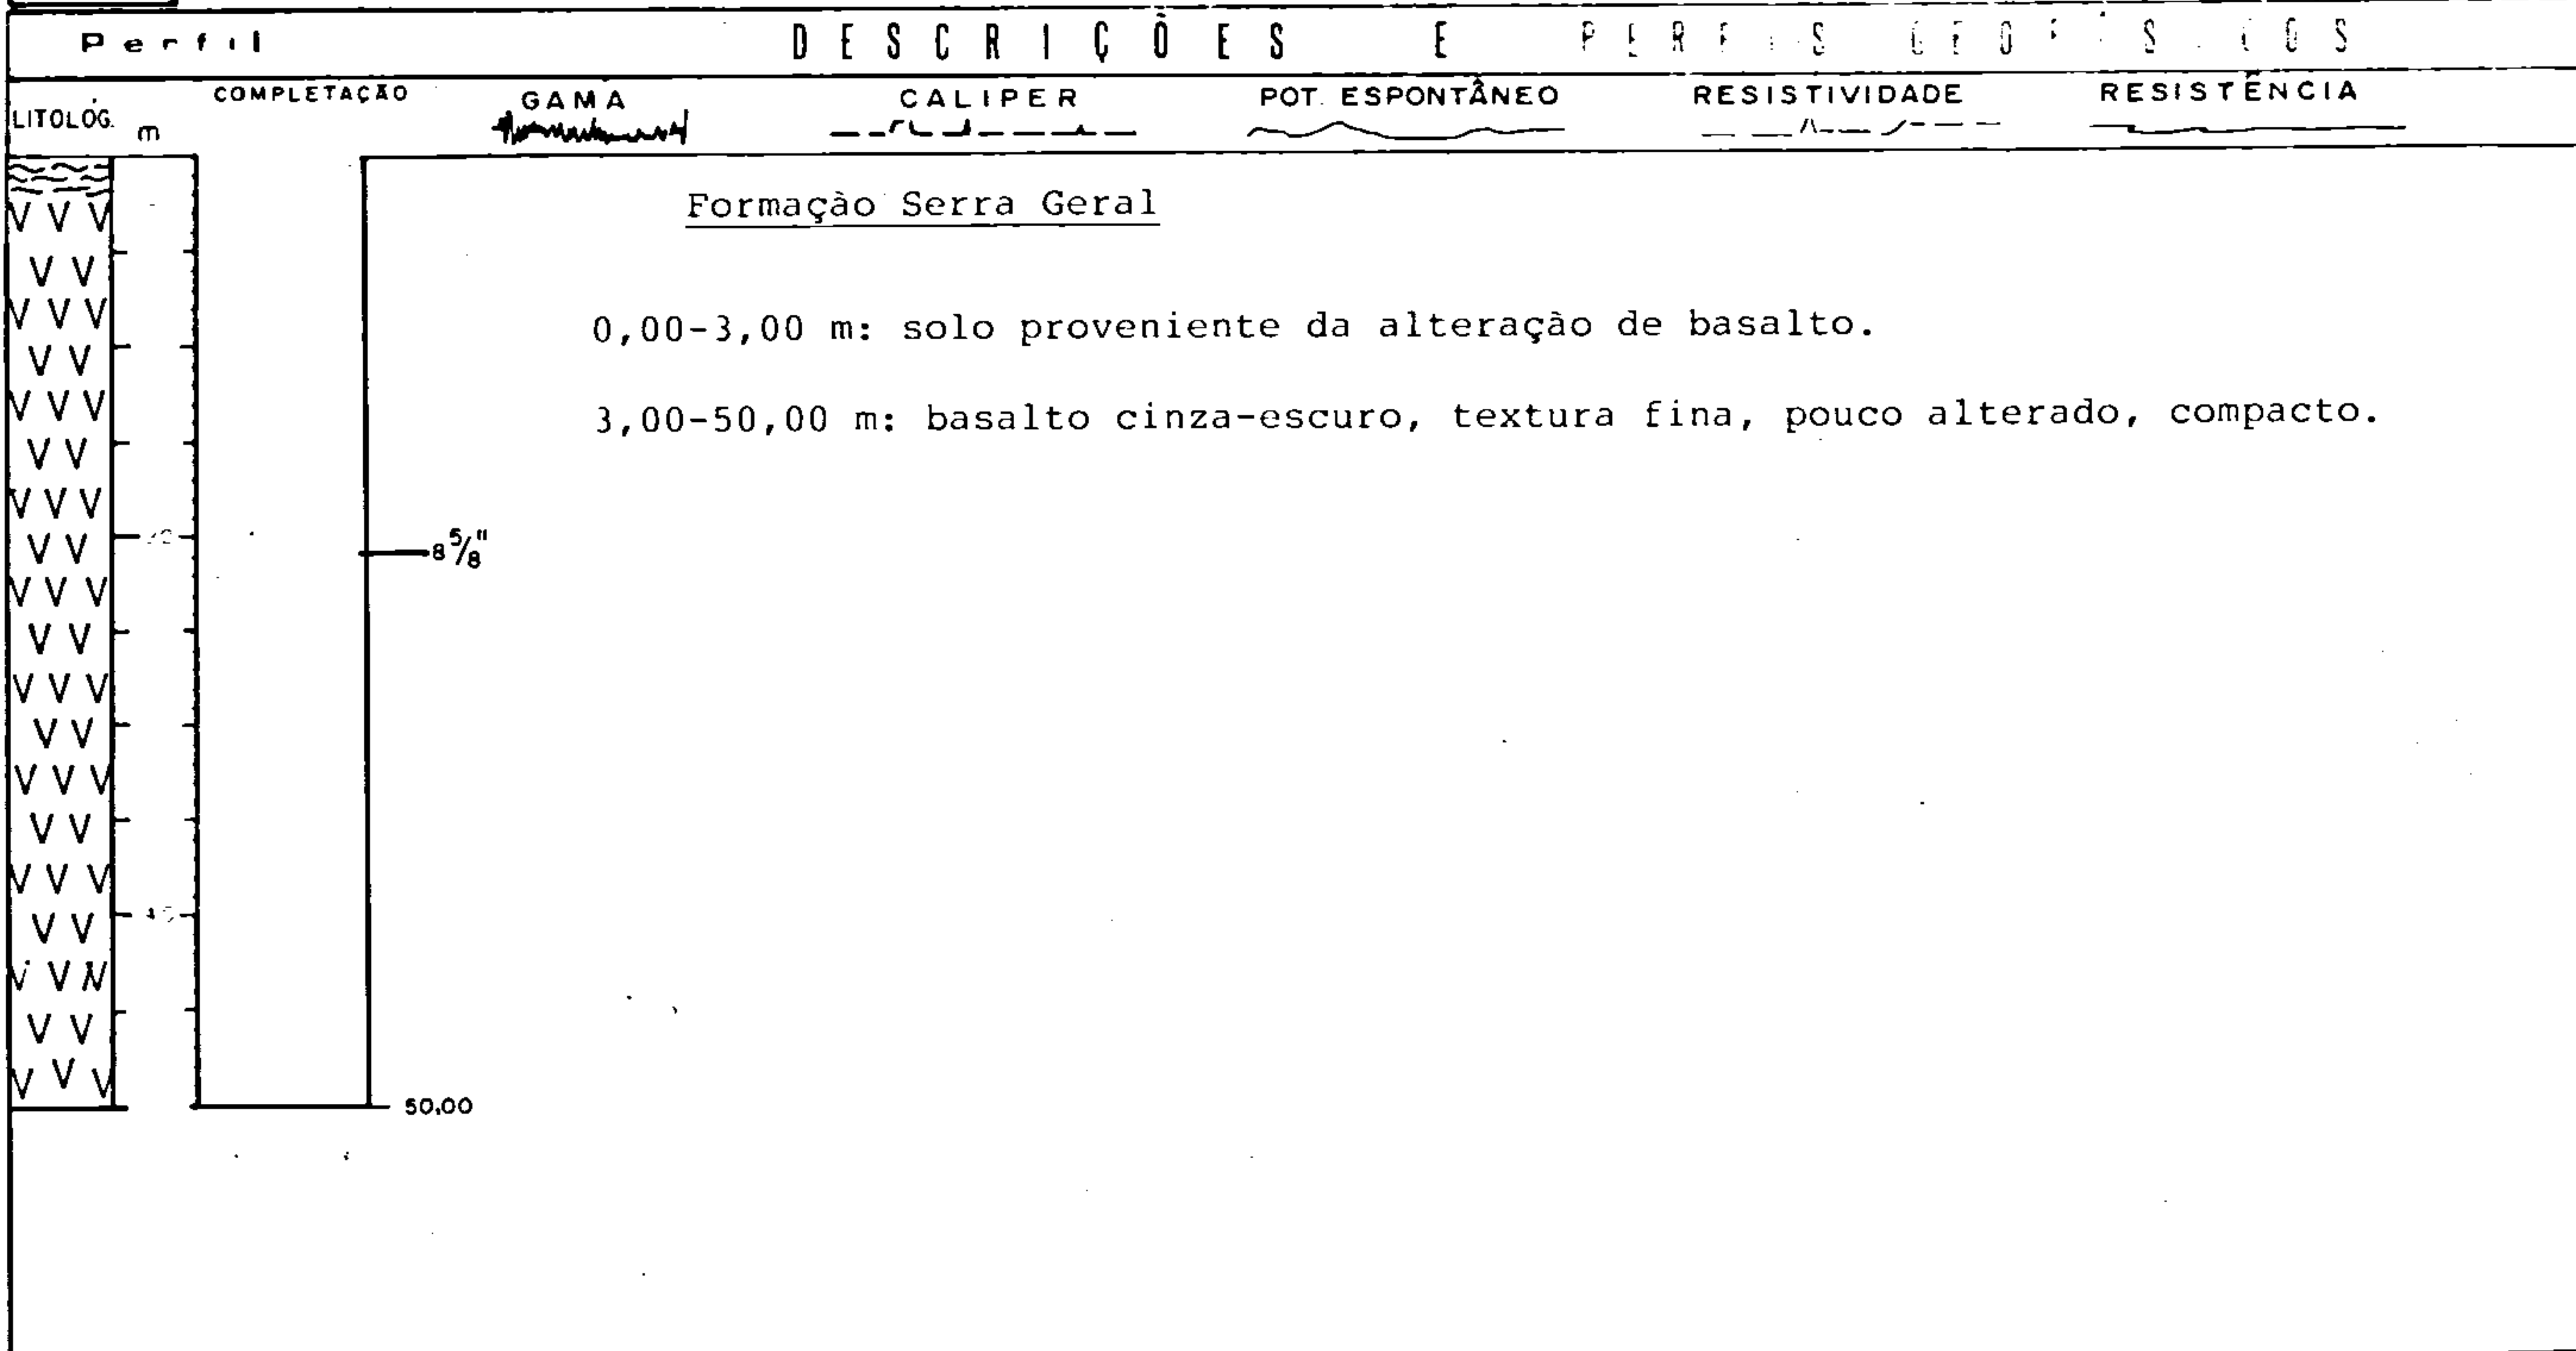 Perfil DESCRIÇÕES E PERFIS GEOFÍSICOS
LITOLÓG. m COMPLETAÇÃO GAMA CALIPER POT. ESPONTÂNEO RESISTIVIDADE RESISTÊNCIA
Formação Serra Geral
0,00-3,00 m: solo proveniente da alteração de basalto.
3,00-50,00 m: basalto cinza-escuro, textura fina, pouco alterado, compacto.
8 5/8"
50,00